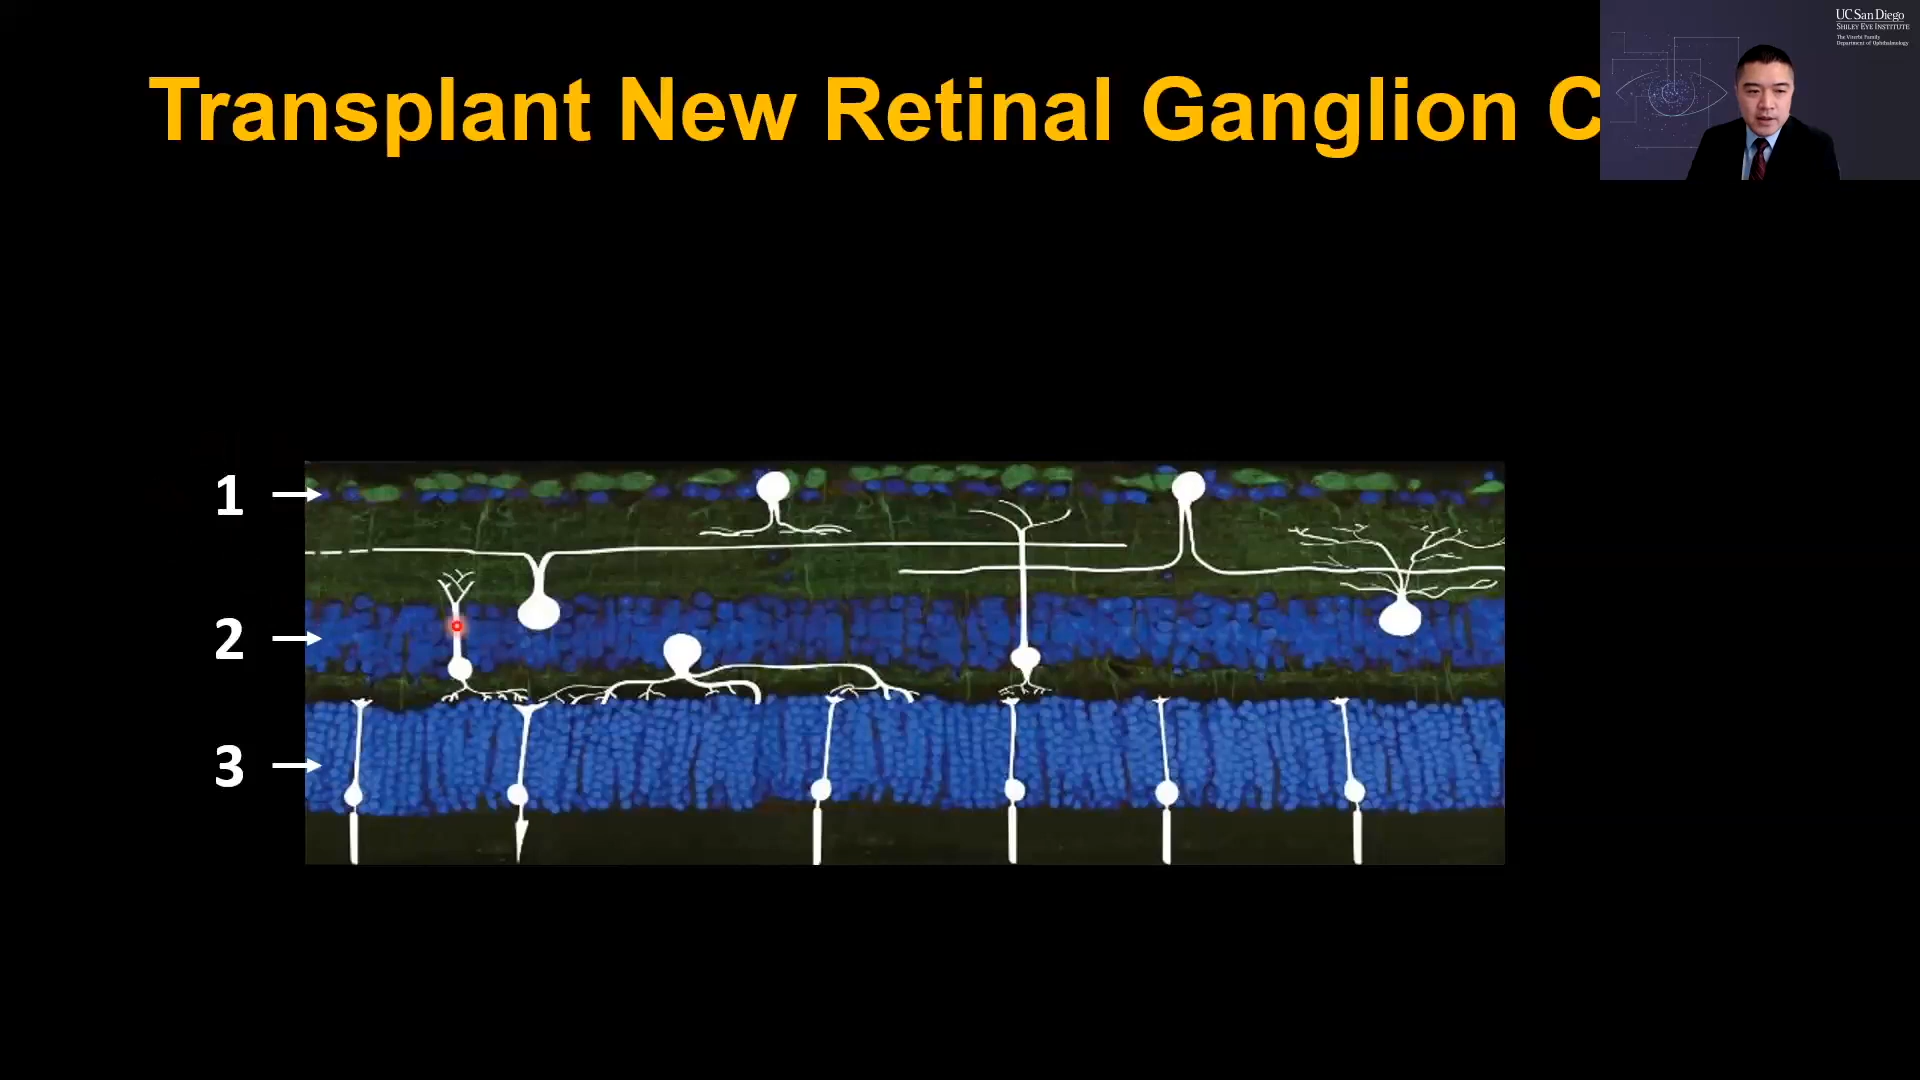 Transplant New Retinal Ganglion C
UC San Diego
SHILEY EYE INSTITUTE
The Viterbi Family
Department of Ophthalmology
1
2
3